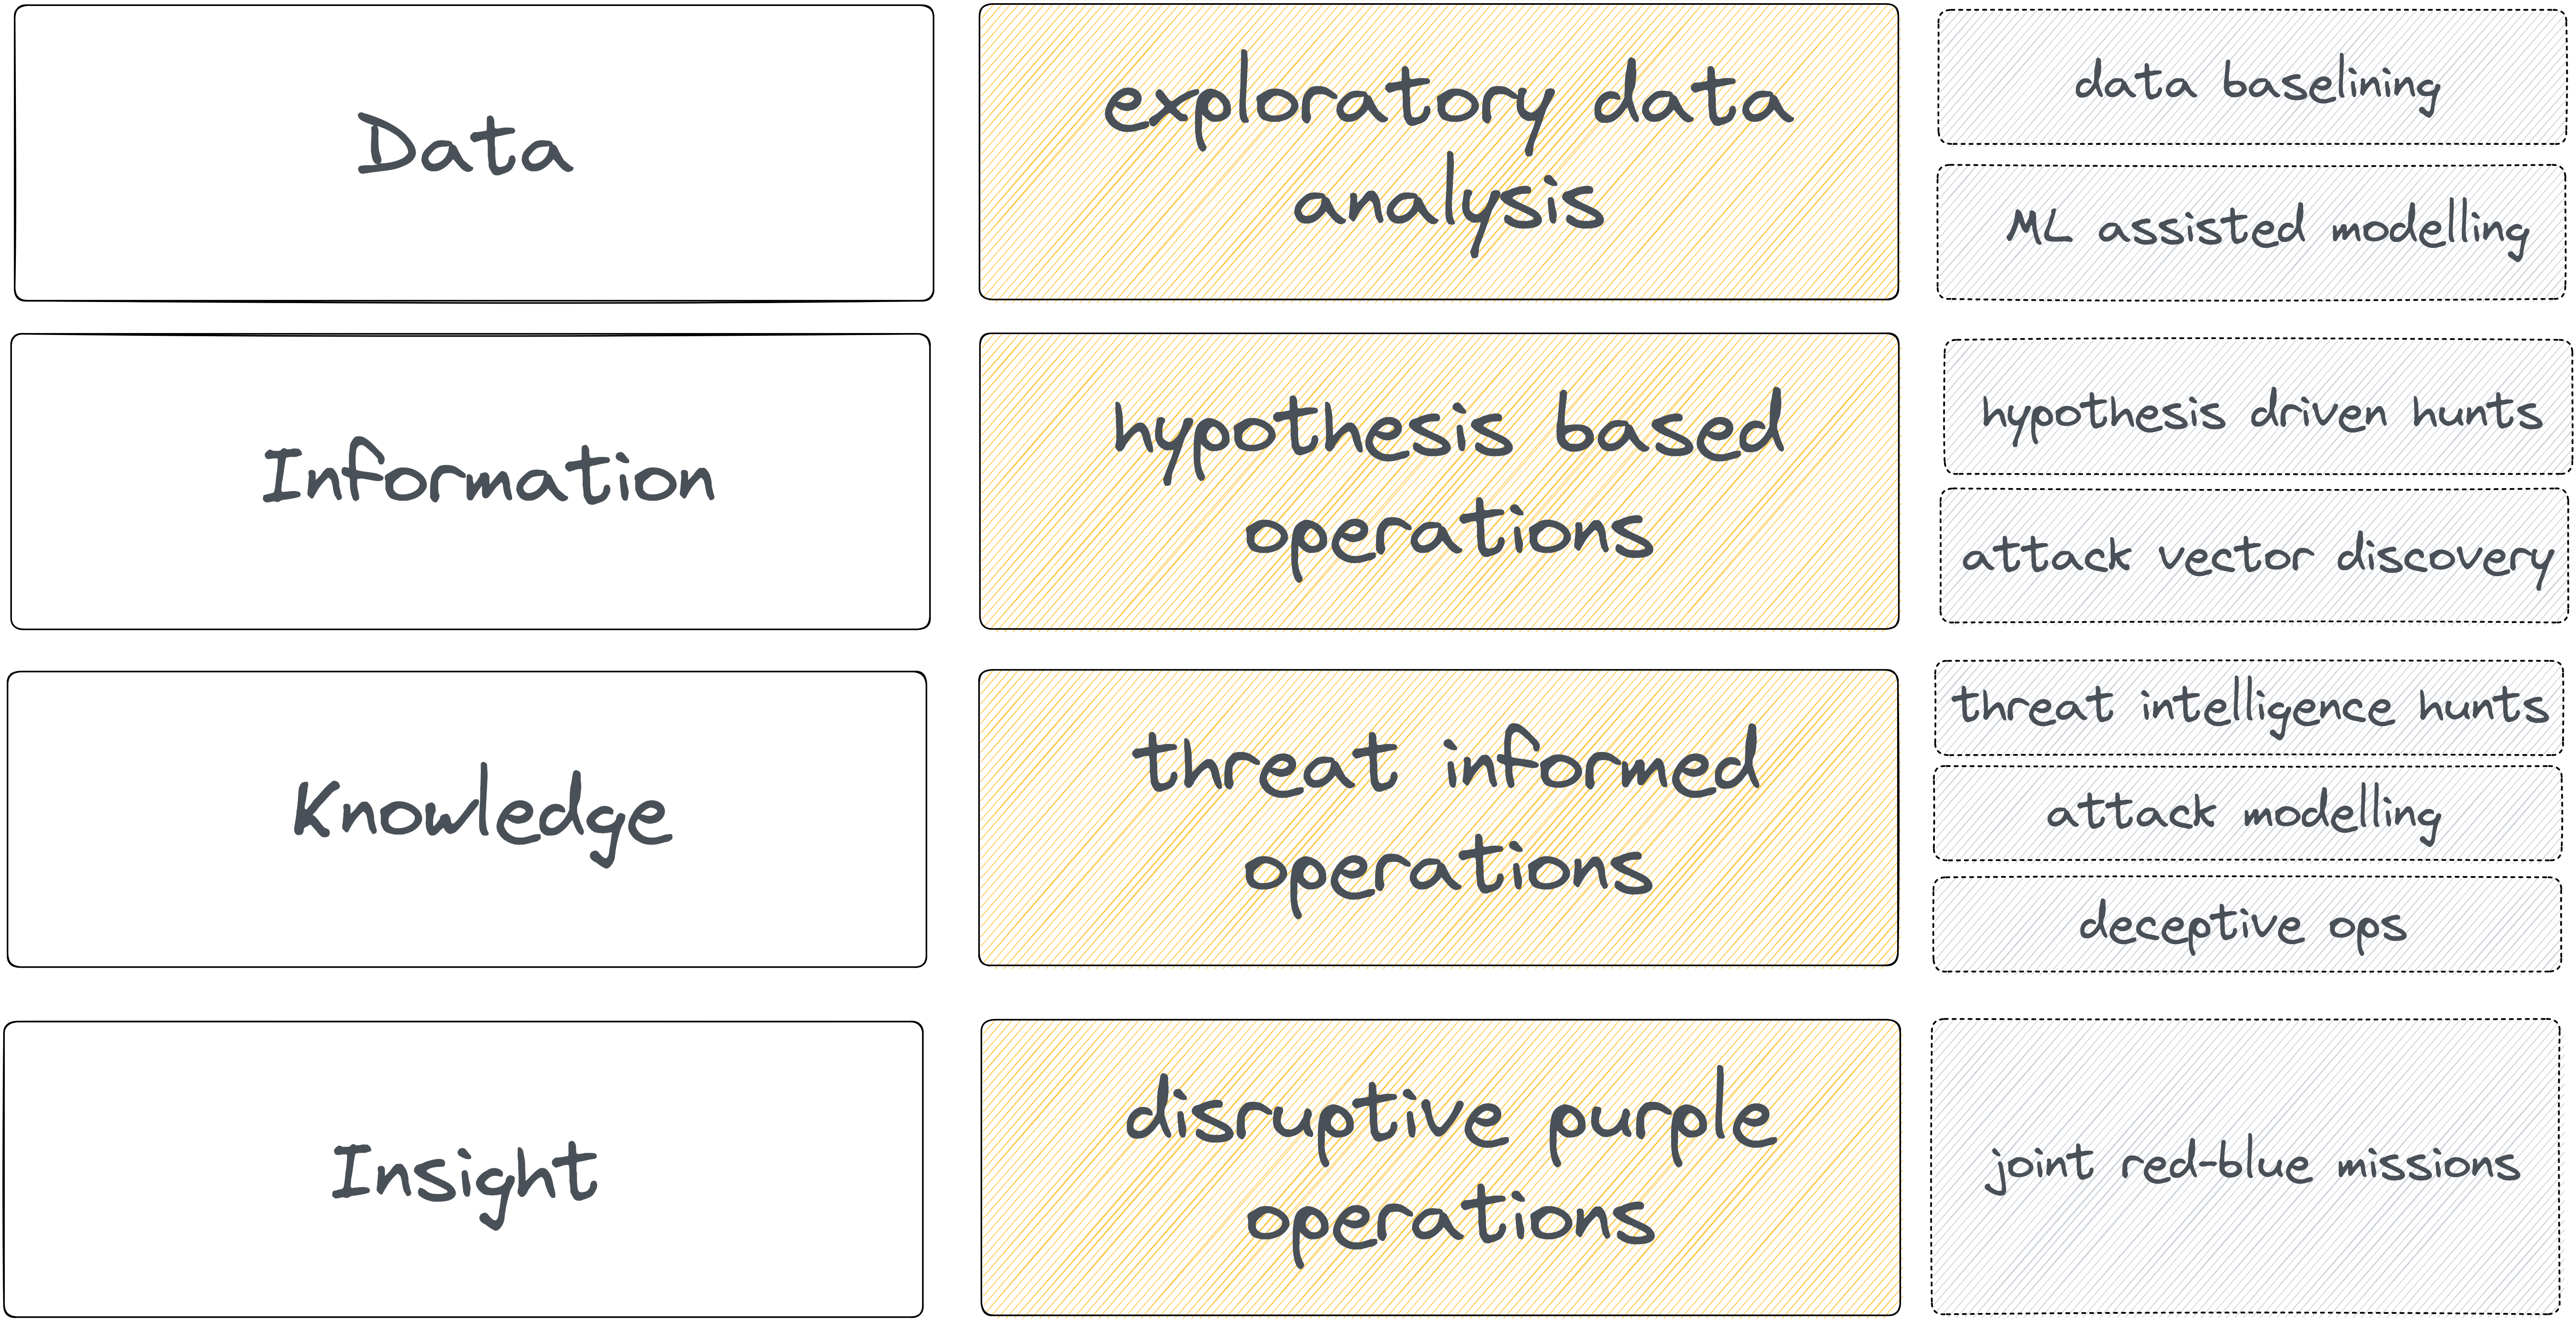 Data
exploratory data
analysis
data baselining
ML assisted modelling
Information
hypothesis based
operations
hypothesis driven hunts
attack vector discovery
Knowledge
threat informed
operations
threat intelligence hunts
attack modelling
deceptive ops
Insight
disruptive purple
operations
joint red-blue missions